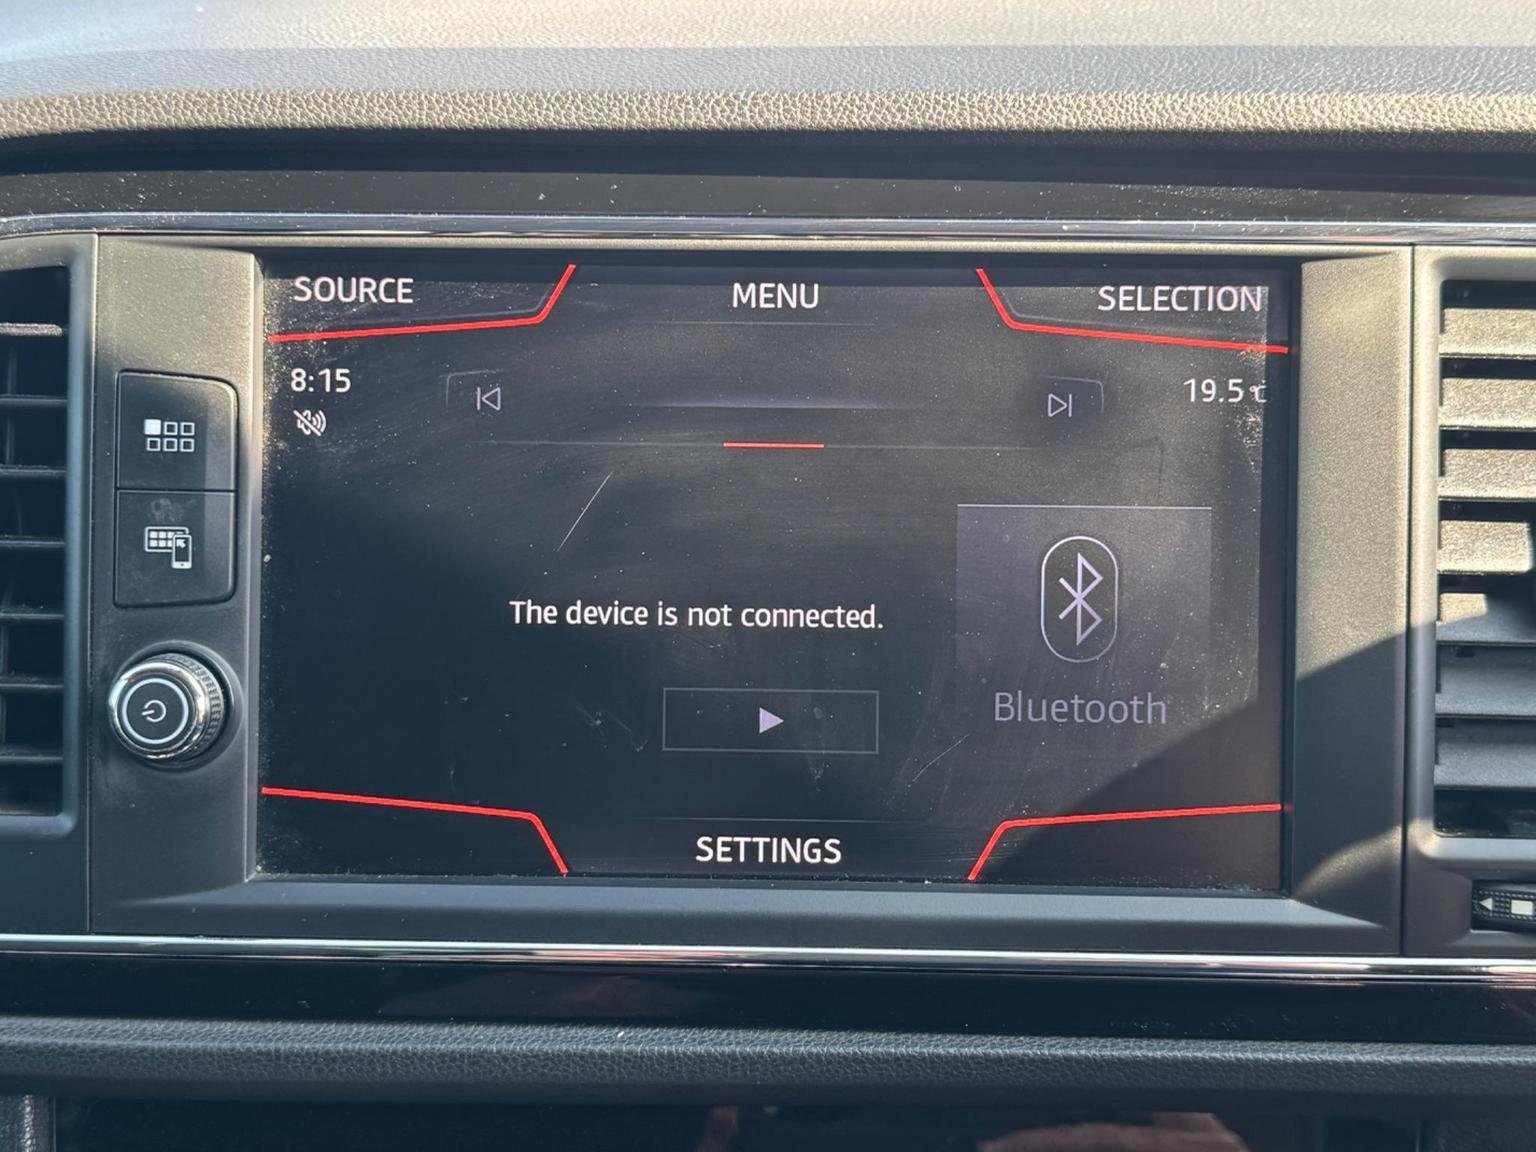 SOURCE
MENU
SELECTION
8:15
19.5℃
The device is not connected.
Bluetooth
SETTINGS